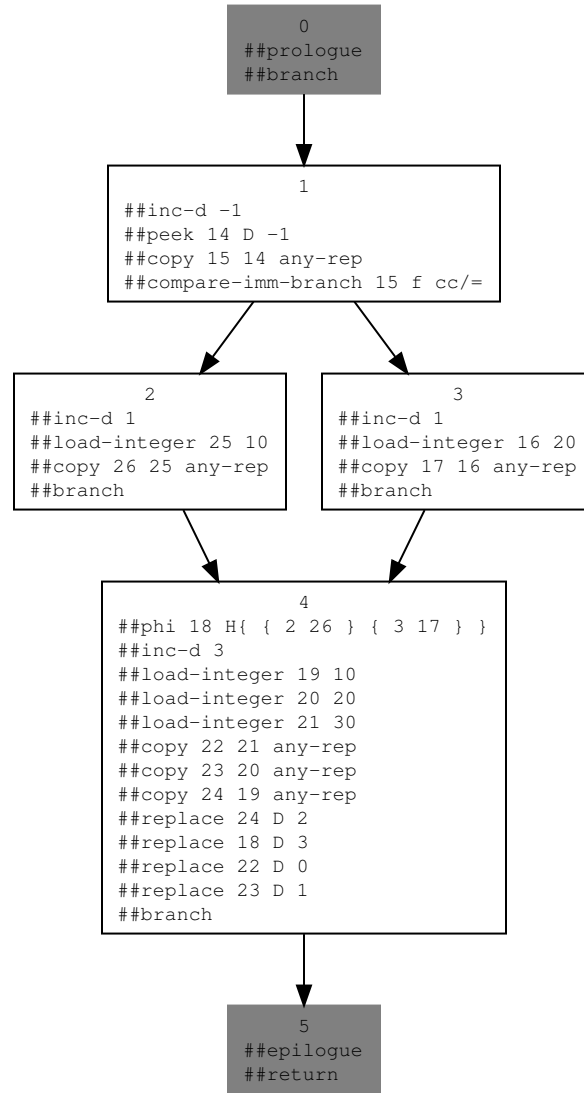 0
##prologue
##branch
1
##inc-d -1
##peek 14 D -1
##copy 15 14 any-rep
##compare-imm-branch 15 f cc/=
2
##inc-d 1
##load-integer 25 10
##copy 26 25 any-rep
##branch
3
##inc-d 1
##load-integer 16 20
##copy 17 16 any-rep
##branch
4
##phi 18 H{ { 2 26 } { 3 17 } }
##inc-d 3
##load-integer 19 10
##load-integer 20 20
##load-integer 21 30
##copy 22 21 any-rep
##copy 23 20 any-rep
##copy 24 19 any-rep
##replace 24 D 2
##replace 18 D 3
##replace 22 D 0
##replace 23 D 1
##branch
5
##epilogue
##return